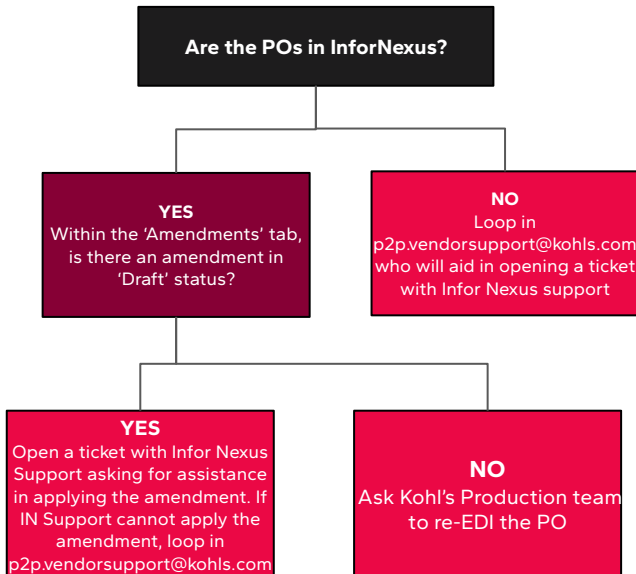 Are the POs in InforNexus?
YES
Within the ‘Amendments’ tab,
is there an amendment in
‘Draft’ status?
NO
Loop in
p2p.vendorsupport@kohls.com
who will aid in opening a ticket
with Infor Nexus support
YES
Open a ticket with Infor Nexus
Support asking for assistance
in applying the amendment. If
IN Support cannot apply the
amendment, loop in
p2p.vendorsupport@kohls.com
NO
Ask Kohl’s Production team
to re-EDI the PO